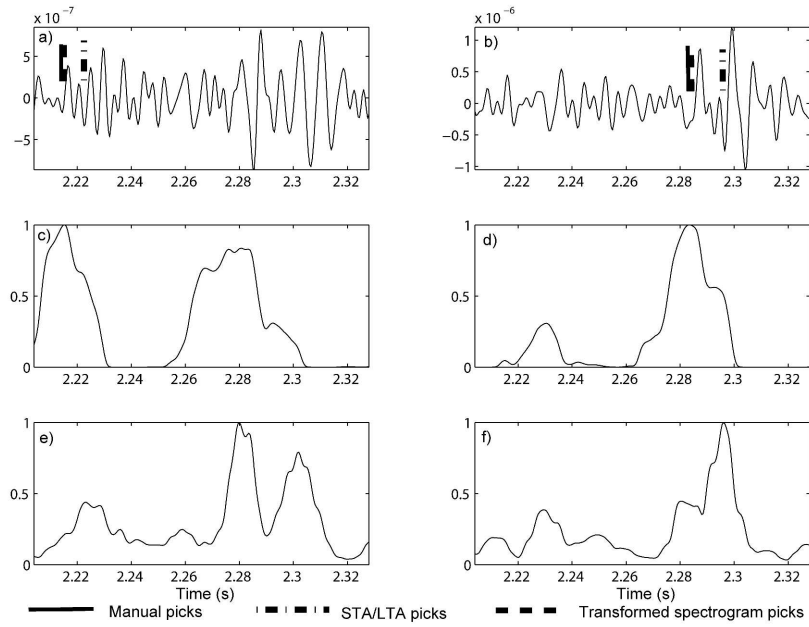 x 10 -7
a)
5
0
−5
2.22 2.24 2.26 2.28 2.3 2.32
x 10 -6
b)
1
0.5
0
−0.5
−1
2.22 2.24 2.26 2.28 2.3 2.32
c)
1
0.5
0
2.22 2.24 2.26 2.28 2.3 2.32
d)
1
0.5
0
2.22 2.24 2.26 2.28 2.3 2.32
e)
1
0.5
0
2.22 2.24 2.26 2.28 2.3 2.32
Time (s)
f)
1
0.5
0
2.22 2.24 2.26 2.28 2.3 2.32
Time (s)
Manual picks
STA/LTA picks
Transformed spectrogram picks